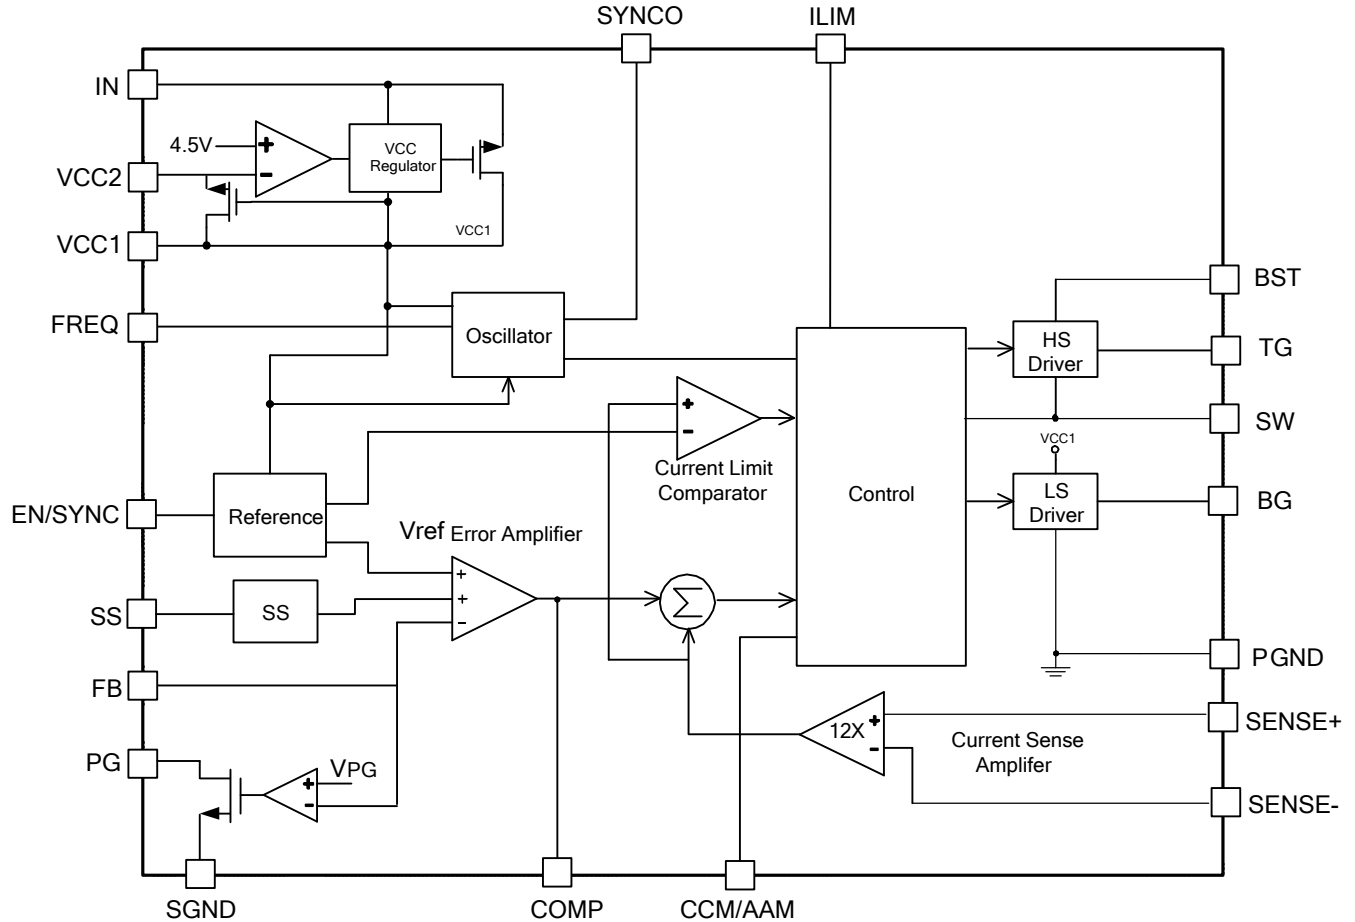 SYNCO
ILIM
IN
4.5V
+
-
VCC
Regulator
VCC2
VCC1
VCC1
FREQ
Oscillator
BST
HS
Driver
TG
SW
+
-
Current Limit
Comparator
Control
VCC1
LS
Driver
BG
EN/SYNC
Reference
Vref Error Amplifier
+
+
-
SS
SS
Σ
FB
PGND
PG
VPG
+
-
12X
+
-
Current Sense
Amplifer
SENSE+
SENSE-
SGND
COMP
CCM/AAM